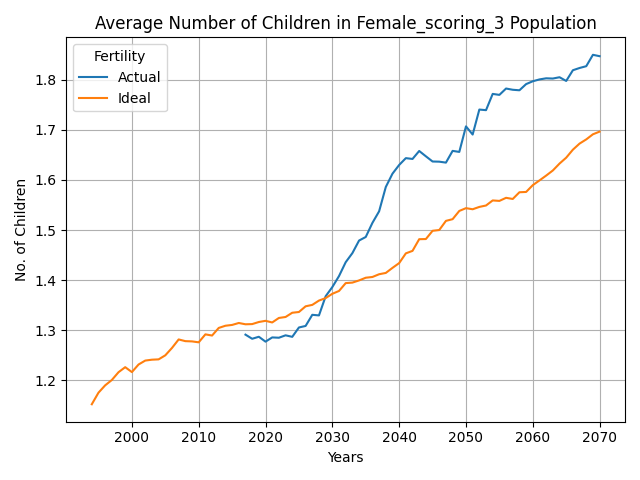 Average Number of Children in Female_scoring_3 Population
Fertility
Actual
Ideal
No. of Children
1.8
1.7
1.6
1.5
1.4
1.3
1.2
2000 2010 2020 2030 2040 2050 2060 2070
Years